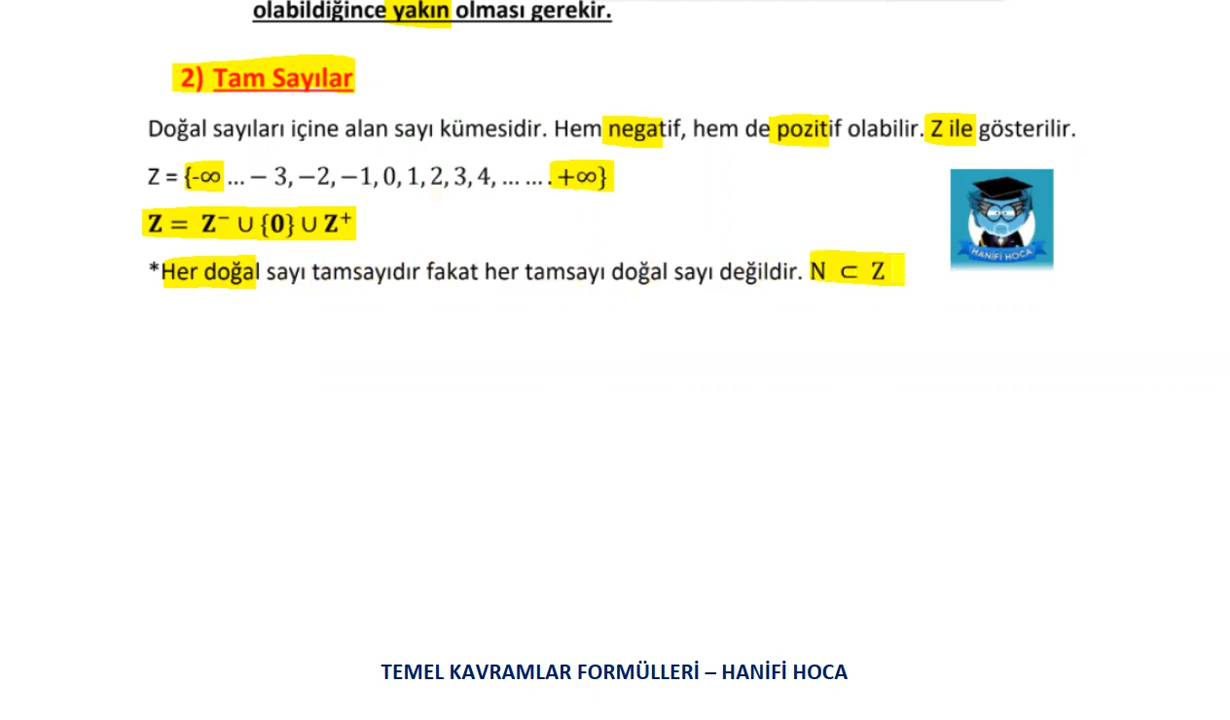 olabildiğince yakın olması gerekir.
2) Tam Sayılar
Doğal sayıları içine alan sayı kümesidir. Hem negatif, hem de pozitif olabilir. Z ile gösterilir.
Z = {-∞ ... − 3, −2, −1, 0, 1, 2, 3, 4, ... ... . +∞}
Z = Z⁻ ∪ {0} ∪ Z⁺
*Her doğal sayı tamsayıdır fakat her tamsayı doğal sayı değildir. N ⊂ Z
HANİFİ HOCA
TEMEL KAVRAMLAR FORMÜLLERİ – HANİFİ HOCA